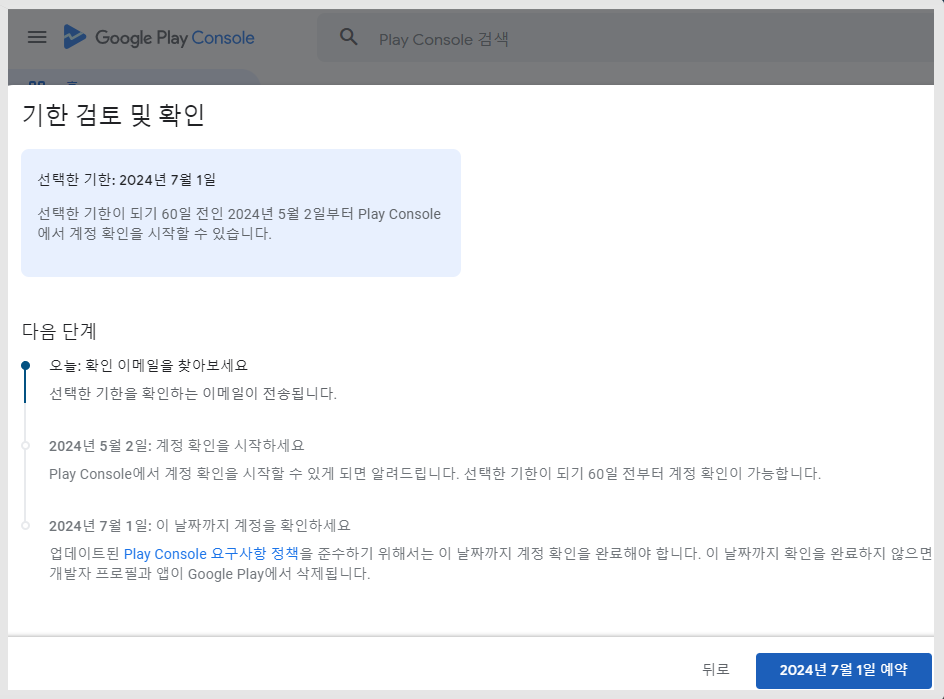 Google Play Console
Play Console 검색
홈
기한 검토 및 확인
선택한 기한: 2024년 7월 1일
선택한 기한이 되기 60일 전인 2024년 5월 2일부터 Play Console
에서 계정 확인을 시작할 수 있습니다.
다음 단계
오늘: 확인 이메일을 찾아보세요
선택한 기한을 확인하는 이메일이 전송됩니다.
2024년 5월 2일: 계정 확인을 시작하세요
Play Console에서 계정 확인을 시작할 수 있게 되면 알려드립니다. 선택한 기한이 되기 60일 전부터 계정 확인이 가능합니다.
2024년 7월 1일: 이 날짜까지 계정을 확인하세요
업데이트된 Play Console 요구사항 정책을 준수하기 위해서는 이 날짜까지 계정 확인을 완료해야 합니다. 이 날짜까지 확인을 완료하지 않으면
개발자 프로필과 앱이 Google Play에서 삭제됩니다.
뒤로
2024년 7월 1일 예약